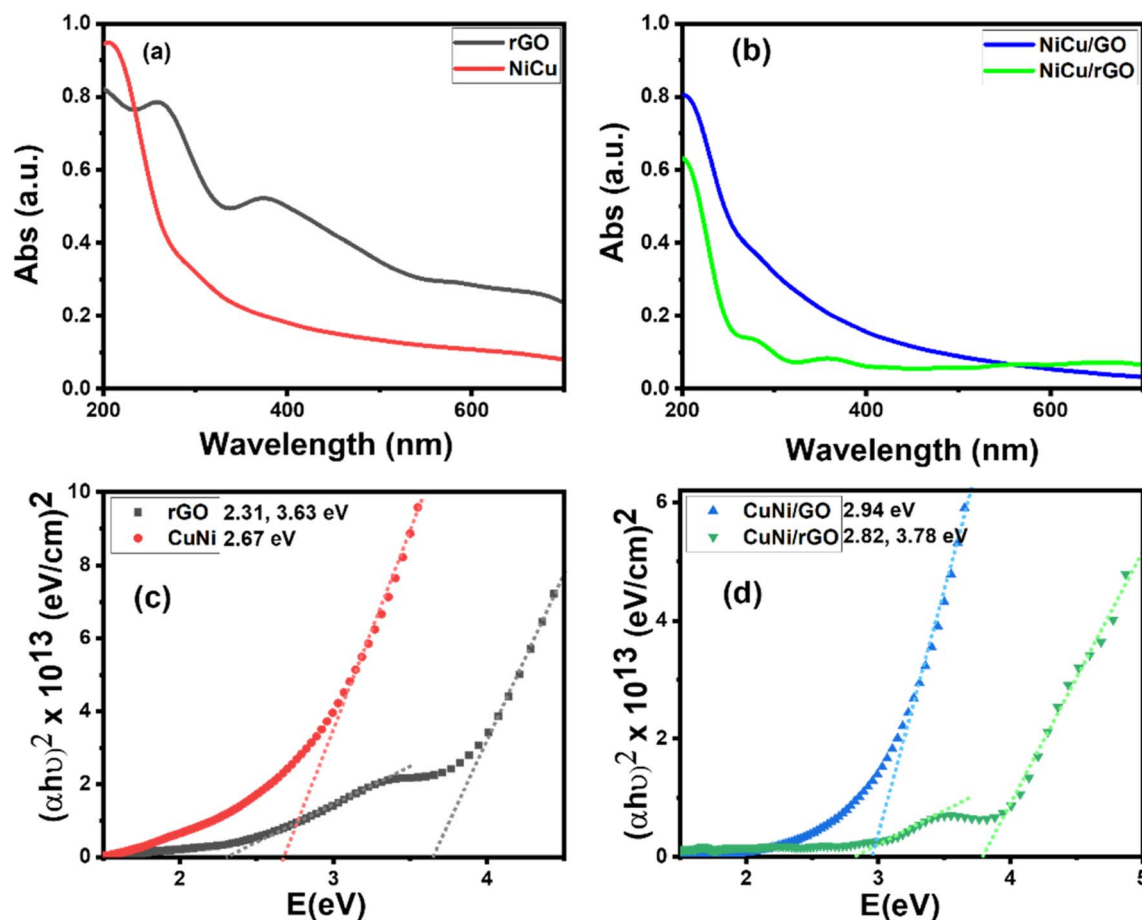 (a)
rGO
NiCu
1.0
0.8
0.6
0.4
0.2
0.0
Abs (a.u.)
200
400
600
Wavelength (nm)
(b)
NiCu/GO
NiCu/rGO
1.0
0.8
0.6
0.4
0.2
0.0
Abs (a.u.)
200
400
600
Wavelength (nm)
rGO 2.31, 3.63 eV
CuNi 2.67 eV
(c)
10
8
6
4
2
0
(αhυ)² x 10¹³ (eV/cm)²
2
3
4
E(eV)
CuNi/GO 2.94 eV
CuNi/rGO 2.82, 3.78 eV
(d)
6
4
2
0
(αhυ)² x 10¹³ (eV/cm)²
2
3
4
5
E(eV)